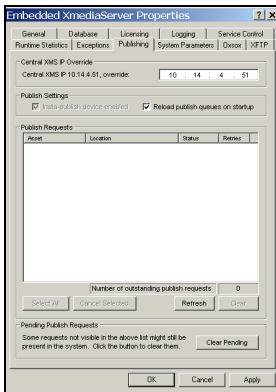 Embedded XmediaServer Properties ? X
General Database Licensing Logging Service Control
Runtime Statistics Exceptions Publishing System Parameters Oxsox XFTP
Central XMS IP Override
Central XMS IP 10.14.4.51, override: 10 . 14 . 4 . 51
Publish Settings
Insta-publish device enabled Reload publish queues on startup
Publish Requests
Asset Location Status Retries
Number of outstanding publish requests 0
Select All Cancel Selected Refresh Clear
Pending Publish Requests
Some requests not visible in the above list might still be
present in the system. Click the button to clear them.
Clear Pending
OK Cancel Apply